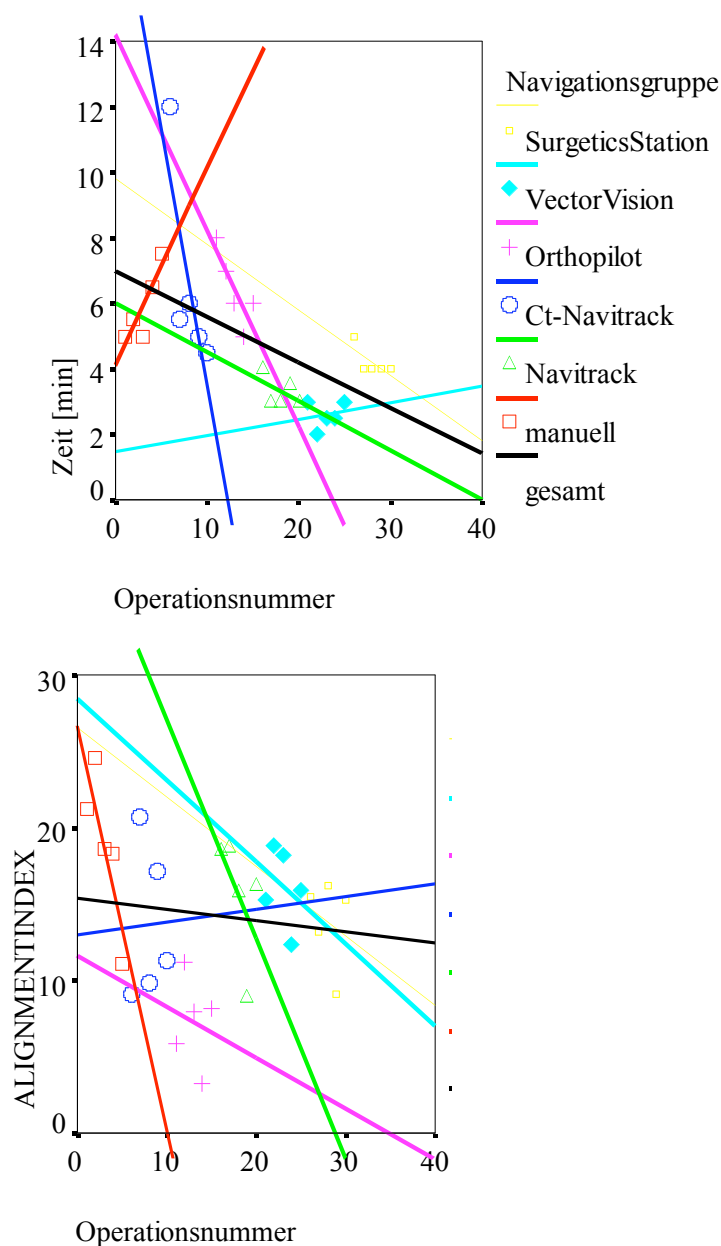 14
12
10
8
6
4
2
0
Zeit [min]
0 10 20 30 40
Operationsnummer
Navigationsgruppe
SurgeticsStation
VectorVision
Orthopilot
Ct-Navitrack
Navitrack
manuell
gesamt
30
20
10
0
ALIGNMENTINDEX
0 10 20 30 40
Operationsnummer